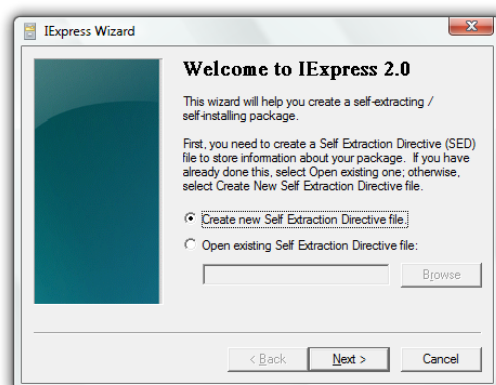 IExpress Wizard
Welcome to IExpress 2.0
This wizard will help you create a self-extracting /
self-installing package.
First, you need to create a Self Extraction Directive (SED)
file to store information about your package. If you have
already done this, select Open existing one; otherwise,
select Create New Self Extraction Directive file.
Create new Self Extraction Directive file.
Open existing Self Extraction Directive file:
Browse
< Back
Next >
Cancel